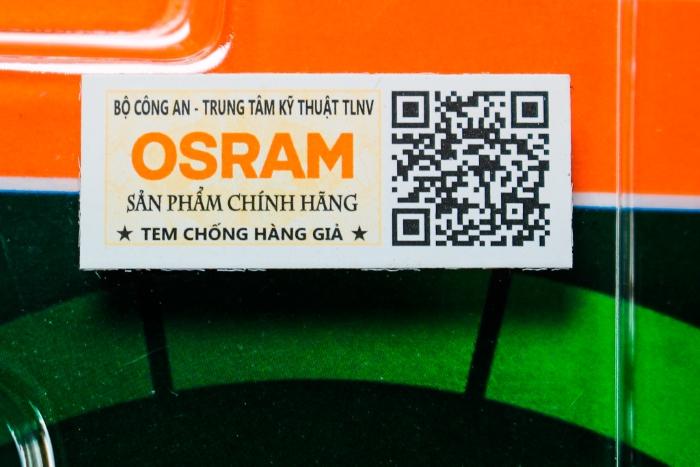 BỘ CÔNG AN - TRUNG TÂM KỸ THUẬT TLNV
OSRAM
SẢN PHẨM CHÍNH HÃNG
★ TEM CHỐNG HÀNG GIẢ ★